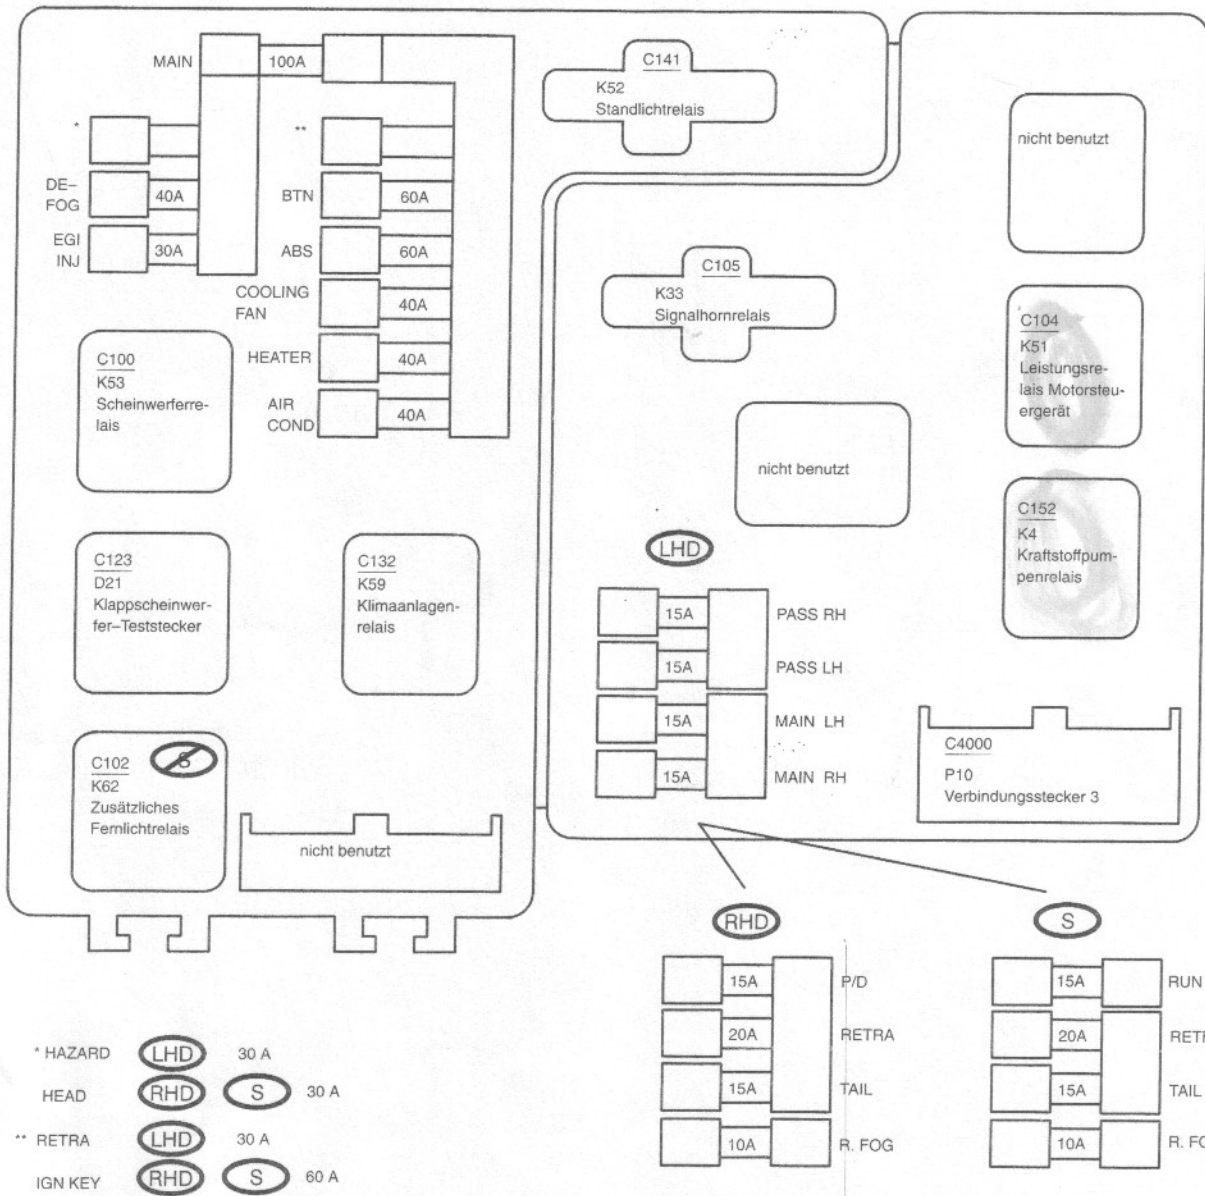 MAIN
100A
*
DE–
FOG
40A
EGI
INJ
30A
**
BTN
60A
ABS
60A
COOLING
FAN
40A
HEATER
40A
AIR
COND
40A
C100
K53
Scheinwerferre-
lais
C123
D21
Klappscheinwer-
fer–Teststecker
C132
K59
Klimaanlagen-
relais
C102
S
K62
Zusätzliches
Fernlichtrelais
nicht benutzt
C141
K52
Standlichtrelais
C105
K33
Signalhornrelais
nicht benutzt
nicht benutzt
C104
K51
Leistungsre-
lais Motorsteu-
ergerät
C152
K4
Kraftstoffpum-
penrelais
LHD
15A PASS RH
15A PASS LH
15A MAIN LH
15A MAIN RH
C4000
P10
Verbindungsstecker 3
RHD
15A P/D
20A RETRA
15A TAIL
10A R. FOG
S
15A RUN
20A
15A TAIL
10A R.
* HAZARD LHD 30 A
HEAD RHD S 30 A
** RETRA LHD 30 A
IGN KEY RHD S 60 A